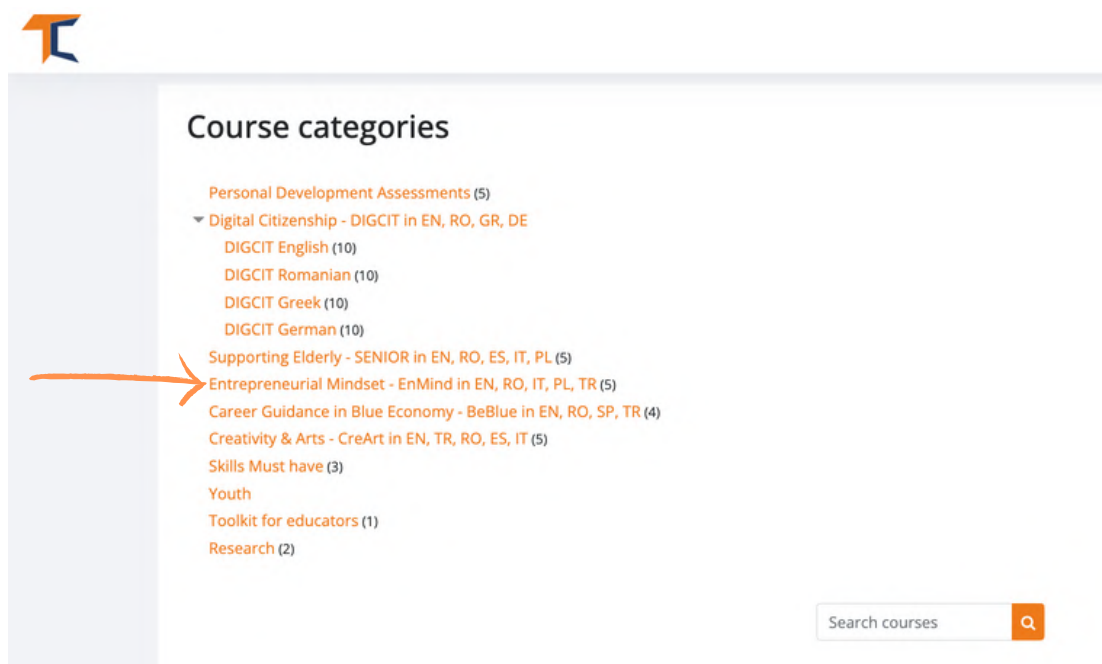 TC
Course categories
Personal Development Assessments (5)
Digital Citizenship - DIGCIT in EN, RO, GR, DE
DIGCIT English (10)
DIGCIT Romanian (10)
DIGCIT Greek (10)
DIGCIT German (10)
Supporting Elderly - SENIOR in EN, RO, ES, IT, PL (5)
Entrepreneurial Mindset - EnMind in EN, RO, IT, PL, TR (5)
Career Guidance in Blue Economy - BeBlue in EN, RO, SP, TR (4)
Creativity & Arts - CreArt in EN, TR, RO, ES, IT (5)
Skills Must have (3)
Youth
Toolkit for educators (1)
Research (2)
Search courses